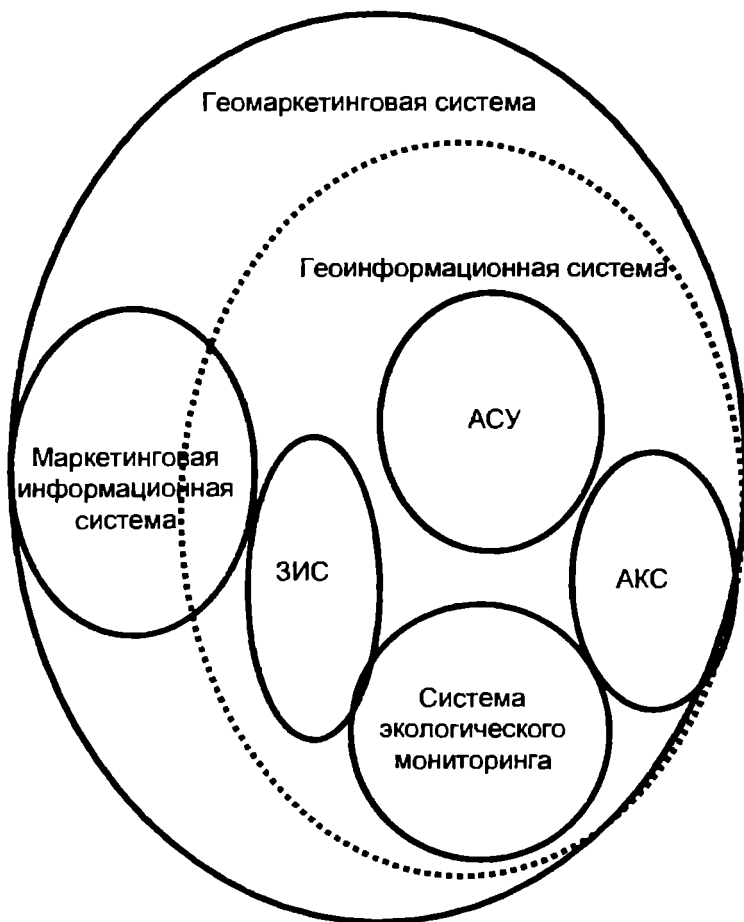 Геомаркетинговая система
Геоинформационная система
АСУ
Маркетинговая
информационная
система
ЗИС
АКС
Система
экологического
мониторинга